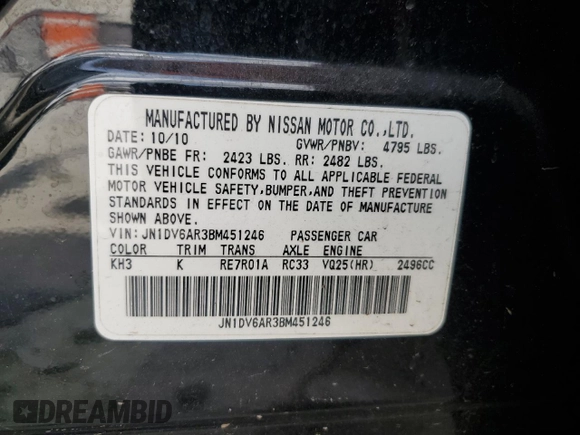 MANUFACTURED BY NISSAN MOTOR CO.,LTD.
DATE: 10/10 GVWR/PNBV: 4795 LBS.
GAWR/PNBE FR: 2423 LBS. RR: 2482 LBS.
THIS VEHICLE CONFORMS TO ALL APPLICABLE FEDERAL
MOTOR VEHICLE SAFETY,BUMPER,AND THEFT PREVENTION
STANDARDS IN EFFECT ON THE DATE OF MANUFACTURE
SHOWN ABOVE.
VIN: JN1DV6AR3BM451246 PASSENGER CAR
COLOR TRIM TRANS AXLE ENGINE
KH3 K RE7R01A RC33 VQ25(HR) 2496CC
JN1DV6AR3BM451246
DREAMBID